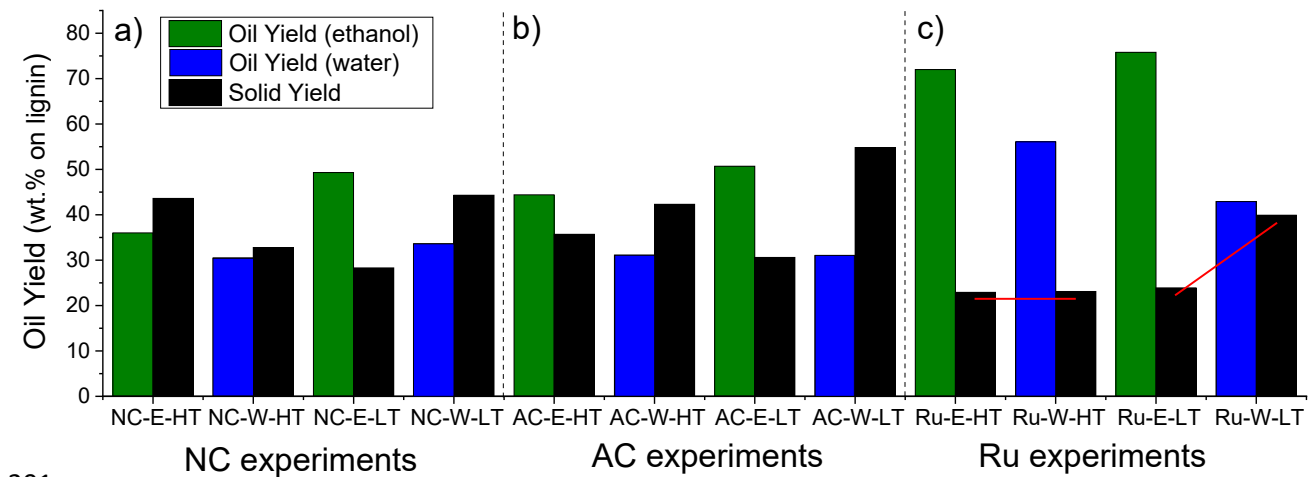 a)
b)
c)
Oil Yield (ethanol)
Oil Yield (water)
Solid Yield
Oil Yield (wt.% on lignin)
80
70
60
50
40
30
20
10
0
NC-E-HT NC-W-HT NC-E-LT NC-W-LT AC-E-HT AC-W-HT AC-E-LT AC-W-LT Ru-E-HT Ru-W-HT Ru-E-LT Ru-W-LT
NC experiments AC experiments Ru experiments